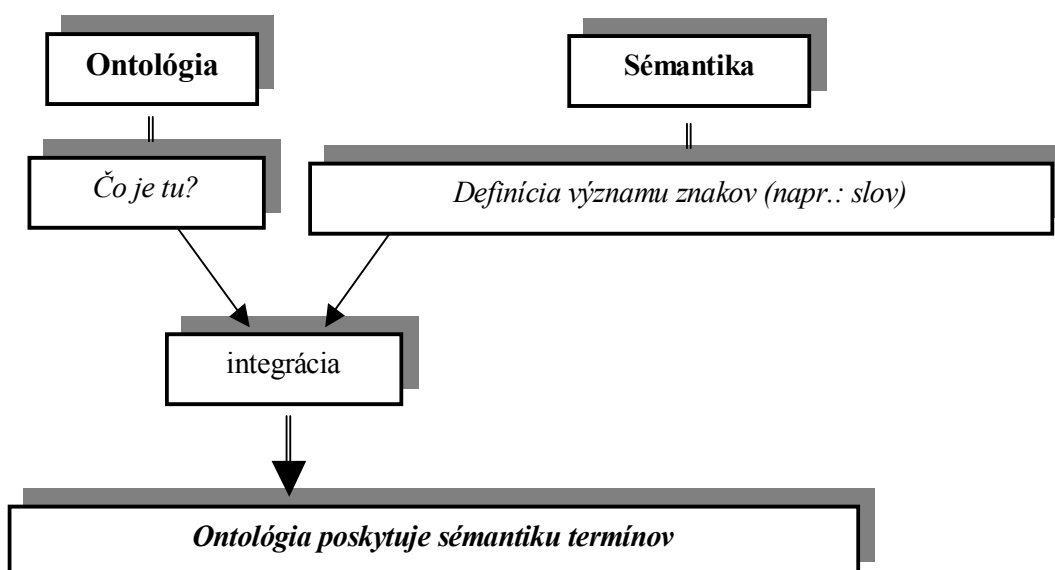 Ontológia
Sémantika
Čo je tu?
Definícia významu znakov (napr.: slov)
integrácia
Ontológia poskytuje sémantiku termínov